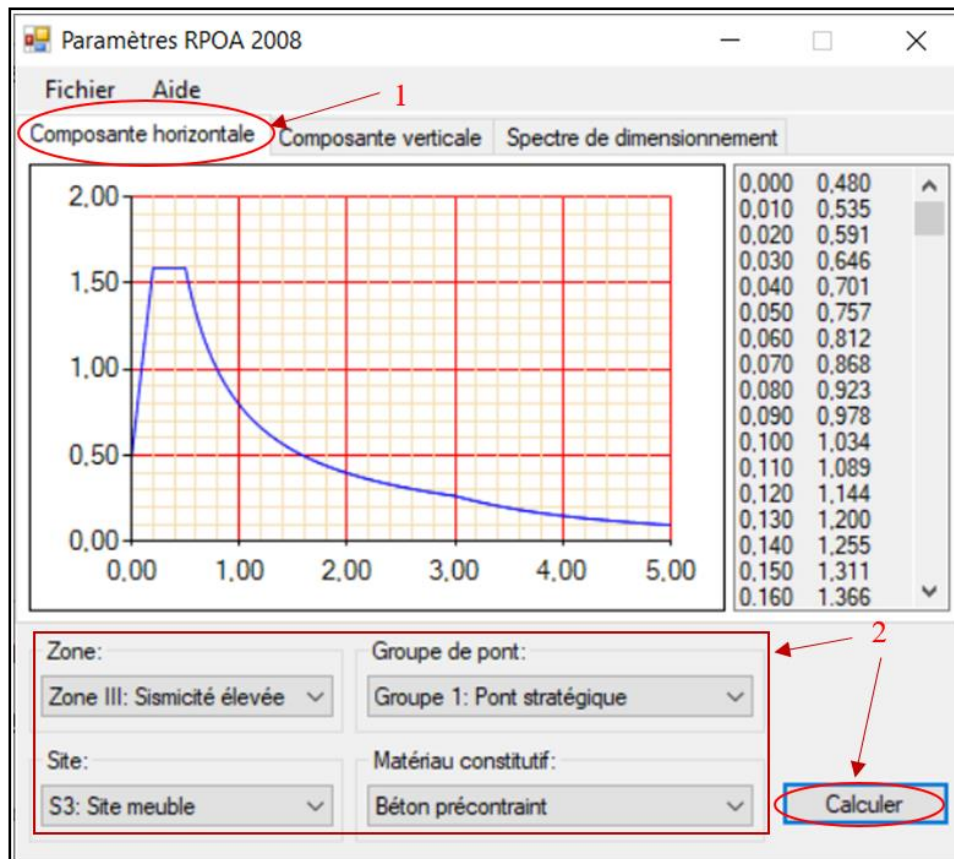 Paramètres RPOA 2008
Fichier Aide
1
Composante horizontale Composante verticale Spectre de dimensionnement
2,00
1,50
1,00
0,50
0,00
0,00 1,00 2,00 3,00 4,00 5,00
0,000 0,480
0,010 0,535
0,020 0,591
0,030 0,646
0,040 0,701
0,050 0,757
0,060 0,812
0,070 0,868
0,080 0,923
0,090 0,978
0,100 1,034
0,110 1,089
0,120 1,144
0,130 1,200
0,140 1,255
0,150 1,311
0,160 1,366
2
Zone: Groupe de pont:
Zone III: Sismicité élevée Groupe 1: Pont stratégique
Site: Matériau constitutif:
S3: Site meuble Béton précontraint
Calculer